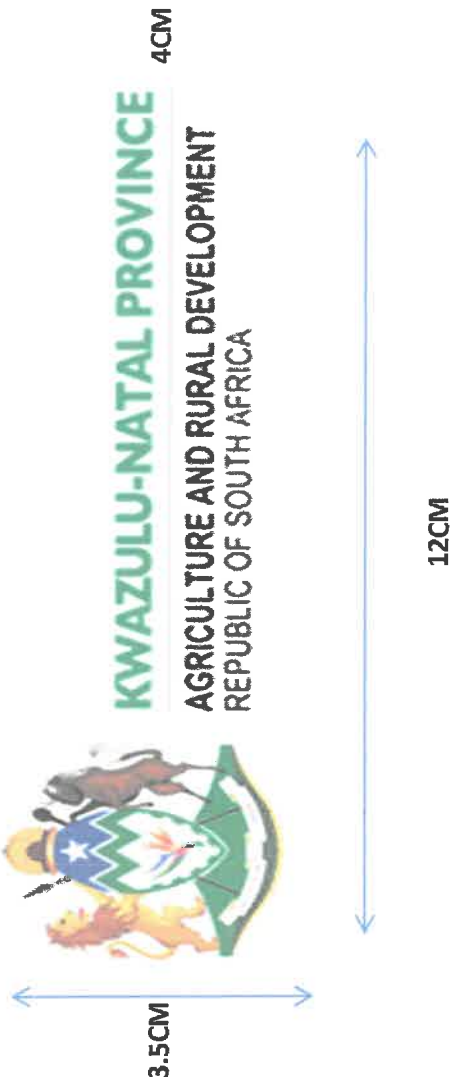 4CM
KWAZULU-NATAL PROVINCE
AGRICULTURE AND RURAL DEVELOPMENT
REPUBLIC OF SOUTH AFRICA
12CM
3.5CM